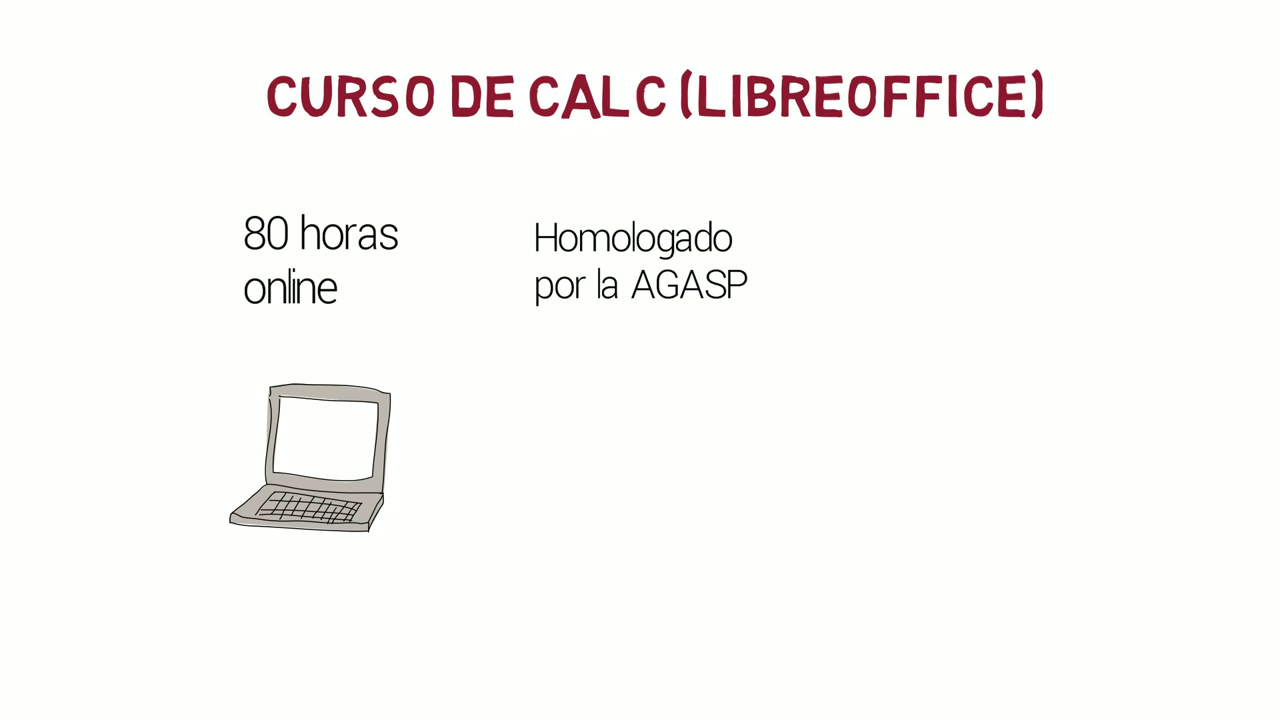 CURSO DE CALC (LIBREOFFICE)
80 horas
online
Homologado
por la AGASP